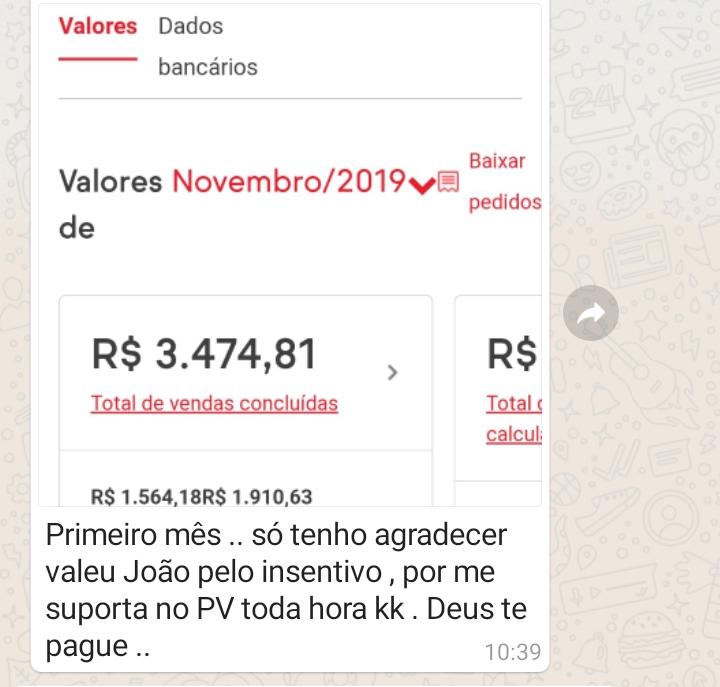 Valores Dados
bancários
Valores Novembro/2019
de
Baixar
pedidos
R$ 3.474,81
Total de vendas concluídas
R$ 1.564,18R$ 1.910,63
R$
Total
calcul
Primeiro mês .. só tenho agradecer
valeu João pelo insentivo , por me
suporta no PV toda hora kk . Deus te
pague ..
10:39
24